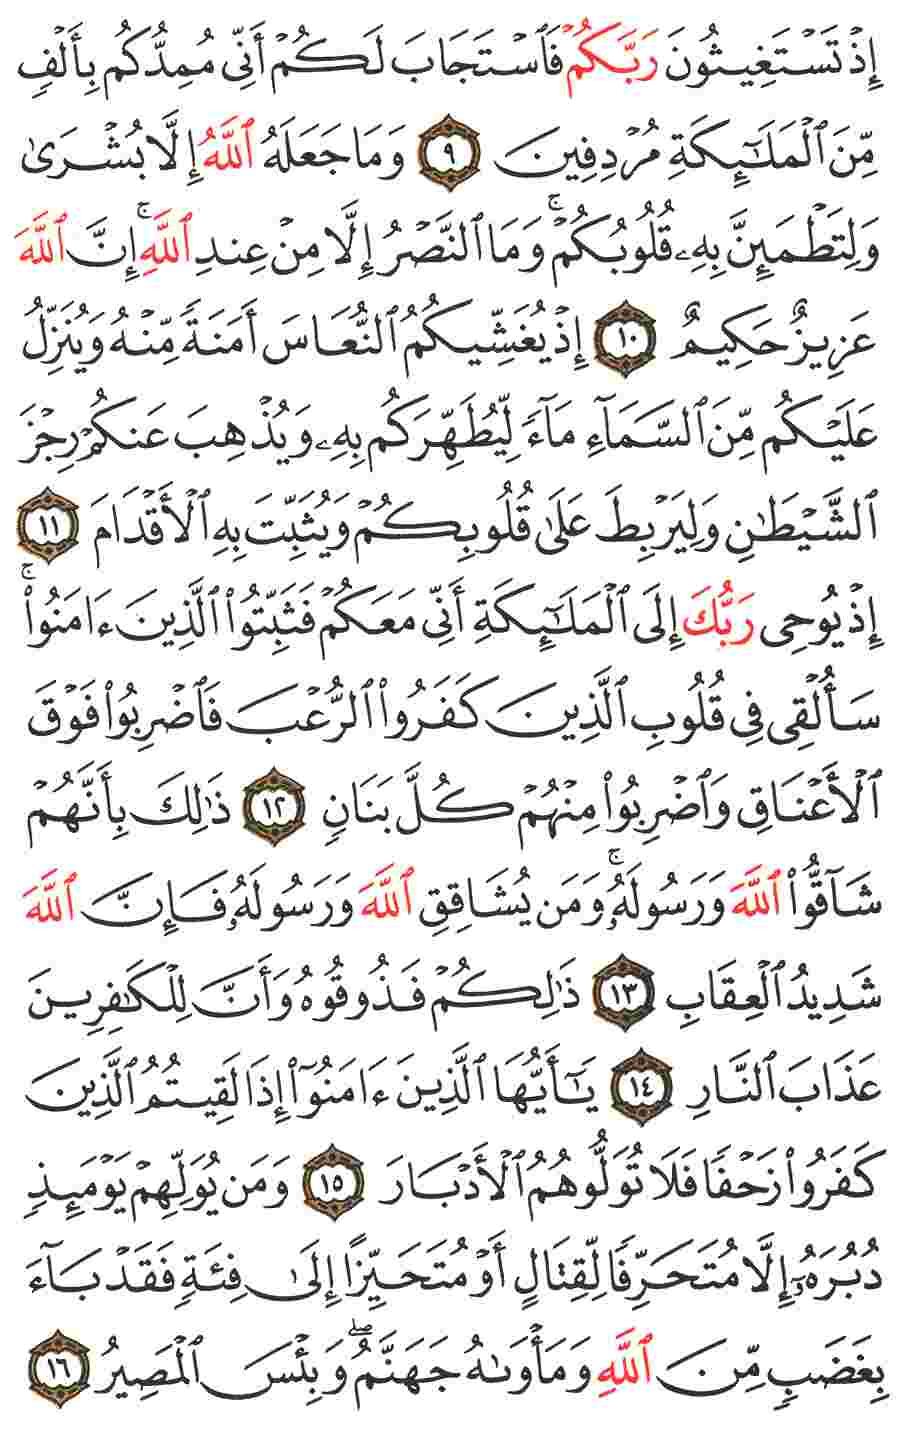 إِذۡ تَسۡتَغِيثُونَ رَبَّكُمۡ فَٱسۡتَجَابَ لَكُمۡ أَنِّي مُمِدُّكُم بِأَلۡفٖ
مِّنَ ٱلۡمَلَٰٓئِكَةِ مُرۡدِفِينَ ٩ وَمَا جَعَلَهُ ٱللَّهُ إِلَّا بُشۡرَىٰ
وَلِتَطۡمَئِنَّ بِهِۦ قُلُوبُكُمۡۚ وَمَا ٱلنَّصۡرُ إِلَّا مِنۡ عِندِ ٱللَّهِۚ إِنَّ ٱللَّهَ
عَزِيزٌ حَكِيمٌ ١٠ إِذۡ يُغَشِّيكُمُ ٱلنُّعَاسَ أَمَنَةٗ مِّنۡهُ وَيُنَزِّلُ
عَلَيۡكُم مِّنَ ٱلسَّمَآءِ مَآءٗ لِّيُطَهِّرَكُم بِهِۦ وَيُذۡهِبَ عَنكُمۡ رِجۡزَ
ٱلشَّيۡطَٰنِ وَلِيَرۡبِطَ عَلَىٰ قُلُوبِكُمۡ وَيُثَبِّتَ بِهِ ٱلۡأَقۡدَامَ ١١
إِذۡ يُوحِي رَبُّكَ إِلَى ٱلۡمَلَٰٓئِكَةِ أَنِّي مَعَكُمۡ فَثَبِّتُواْ ٱلَّذِينَ ءَامَنُواْۚ
سَأُلۡقِي فِي قُلُوبِ ٱلَّذِينَ كَفَرُواْ ٱلرُّعۡبَ فَٱضۡرِبُواْ فَوۡقَ
ٱلۡأَعۡنَاقِ وَٱضۡرِبُواْ مِنۡهُمۡ كُلَّ بَنَانٖ ١٢ ذَٰلِكَ بِأَنَّهُمۡ
شَآقُّواْ ٱللَّهَ وَرَسُولَهُۥۚ وَمَن يُشَاقِقِ ٱللَّهَ وَرَسُولَهُۥ فَإِنَّ ٱللَّهَ
شَدِيدُ ٱلۡعِقَابِ ١٣ ذَٰلِكُمۡ فَذُوقُوهُ وَأَنَّ لِلۡكَٰفِرِينَ
عَذَابَ ٱلنَّارِ ١٤ يَٰٓأَيُّهَا ٱلَّذِينَ ءَامَنُوٓاْ إِذَا لَقِيتُمُ ٱلَّذِينَ
كَفَرُواْ زَحۡفٗا فَلَا تُوَلُّوهُمُ ٱلۡأَدۡبَارَ ١٥ وَمَن يُوَلِّهِمۡ يَوۡمَئِذٖ
دُبُرَهُۥٓ إِلَّا مُتَحَرِّفٗا لِّقِتَالٍ أَوۡ مُتَحَيِّزًا إِلَىٰ فِئَةٖ فَقَدۡ بَآءَ
بِغَضَبٖ مِّنَ ٱللَّهِ وَمَأۡوَىٰهُ جَهَنَّمُۖ وَبِئۡسَ ٱلۡمَصِيرُ ١٦